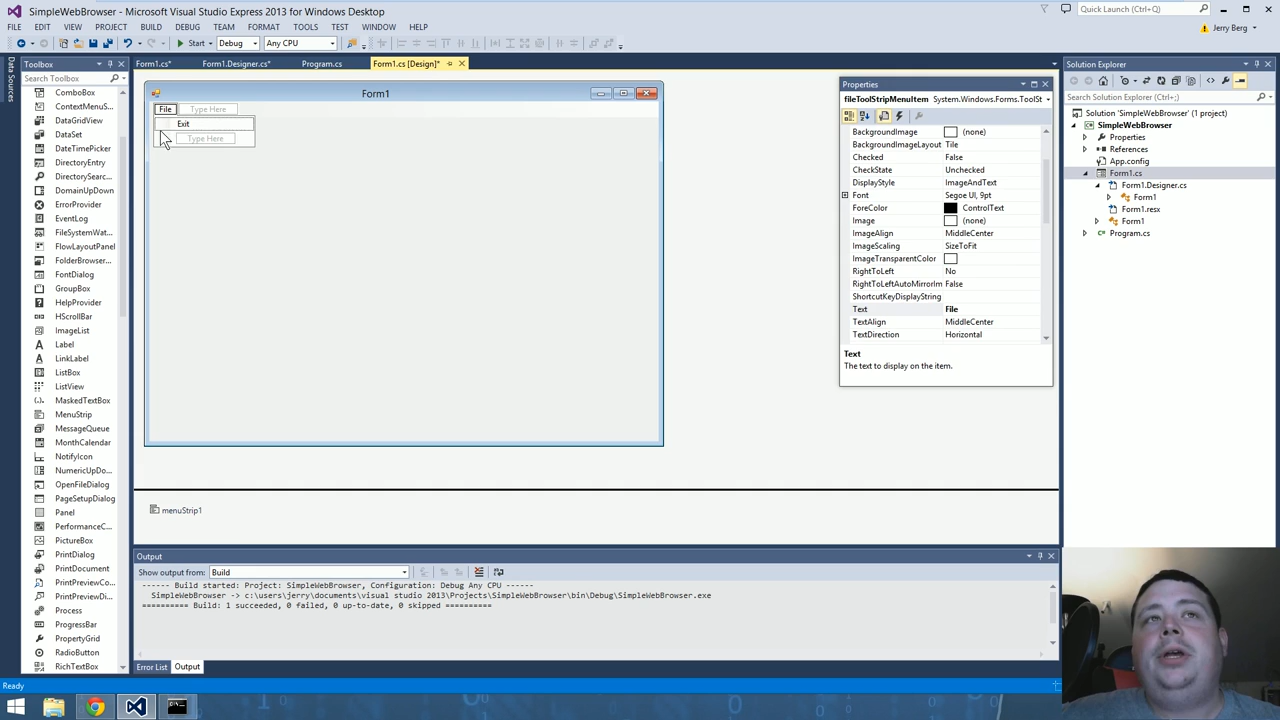 SimpleWebBrowser - Microsoft Visual Studio Express 2013 for Windows Desktop
Quick Launch (Ctrl+Q)
FILE EDIT VIEW PROJECT BUILD DEBUG TEAM FORMAT TOOLS TEST WINDOW HELP
Jerry Berg
Start Debug Any CPU
Data Sources
Toolbox
Search Toolbox
ComboBox
ContextMenuS...
DataGridView
DataSet
DateTimePicker
DirectoryEntry
DirectorySearc...
DomainUpDown
ErrorProvider
EventLog
FileSystemWat...
FlowLayoutPanel
FolderBrowser...
FontDialog
GroupBox
HelpProvider
HScrollBar
ImageList
Label
LinkLabel
ListBox
ListView
MaskedTextBox
MenuStrip
MessageQueue
MonthCalendar
NotifyIcon
NumericUpDo...
OpenFileDialog
PageSetupDialog
Panel
PerformanceC...
PictureBox
PrintDialog
PrintDocument
PrintPreviewCo...
PrintPreviewDi...
Process
ProgressBar
PropertyGrid
RadioButton
RichTextBox
Form1.cs* Form1.Designer.cs* Program.cs Form1.cs [Design]*
Form1
File Type Here
Exit
Type Here
menuStrip1
Properties
fileToolStripMenuItem System.Windows.Forms.ToolSt
BackgroundImage (none)
BackgroundImageLayout Tile
Checked False
CheckState Unchecked
DisplayStyle ImageAndText
Font Segoe UI, 9pt
ForeColor ControlText
Image (none)
ImageAlign MiddleCenter
ImageScaling SizeToFit
ImageTransparentColor
RightToLeft No
RightToLeftAutoMirrorIm False
ShortcutKeyDisplayString
Text File
TextAlign MiddleCenter
TextDirection Horizontal
Text
The text to display on the item.
Solution Explorer
Search Solution Explorer (Ctrl+;)
Solution 'SimpleWebBrowser' (1 project)
SimpleWebBrowser
Properties
References
App.config
Form1.cs
Form1.Designer.cs
Form1
Form1.resx
Form1
Program.cs
Output
Show output from: Build
------ Build started: Project: SimpleWebBrowser, Configuration: Debug Any CPU ------
SimpleWebBrowser -> c:\users\jerry\documents\visual studio 2013\Projects\SimpleWebBrowser\bin\Debug\SimpleWebBrowser.exe
========== Build: 1 succeeded, 0 failed, 0 up-to-date, 0 skipped ==========
Error List Output
Ready